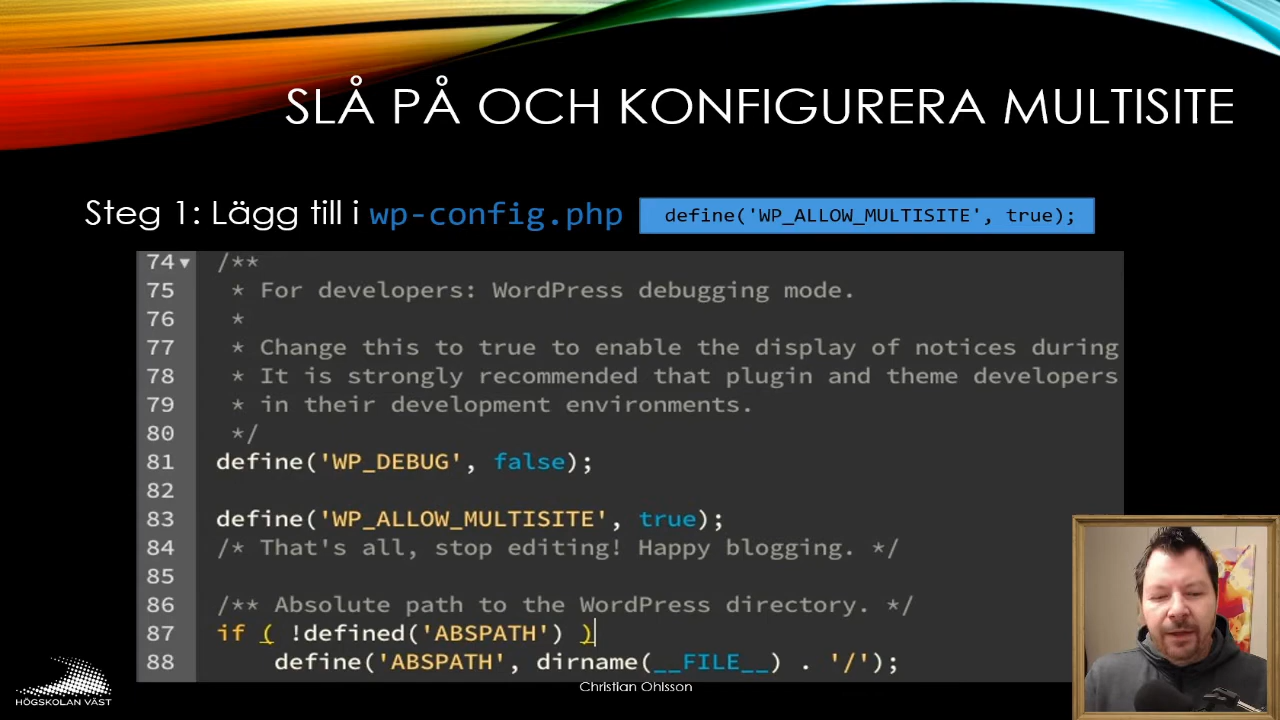 SLÅ PÅ OCH KONFIGURERA MULTISITE
Steg 1: Lägg till i wp-config.php define('WP_ALLOW_MULTISITE', true);
74 /**
75 * For developers: WordPress debugging mode.
76 *
77 * Change this to true to enable the display of notices during
78 * It is strongly recommended that plugin and theme developers
79 * in their development environments.
80 */
81 define('WP_DEBUG', false);
82
83 define('WP_ALLOW_MULTISITE', true);
84 /* That's all, stop editing! Happy blogging. */
85
86 /** Absolute path to the WordPress directory. */
87 if ( !defined('ABSPATH') )
88 define('ABSPATH', dirname(__FILE__) . '/');
Christian Ohlsson
HÖGSKOLAN VÄST